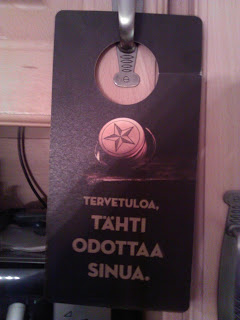 TERVETULOA,
TÄHTI
ODOTTAA
SINUA.